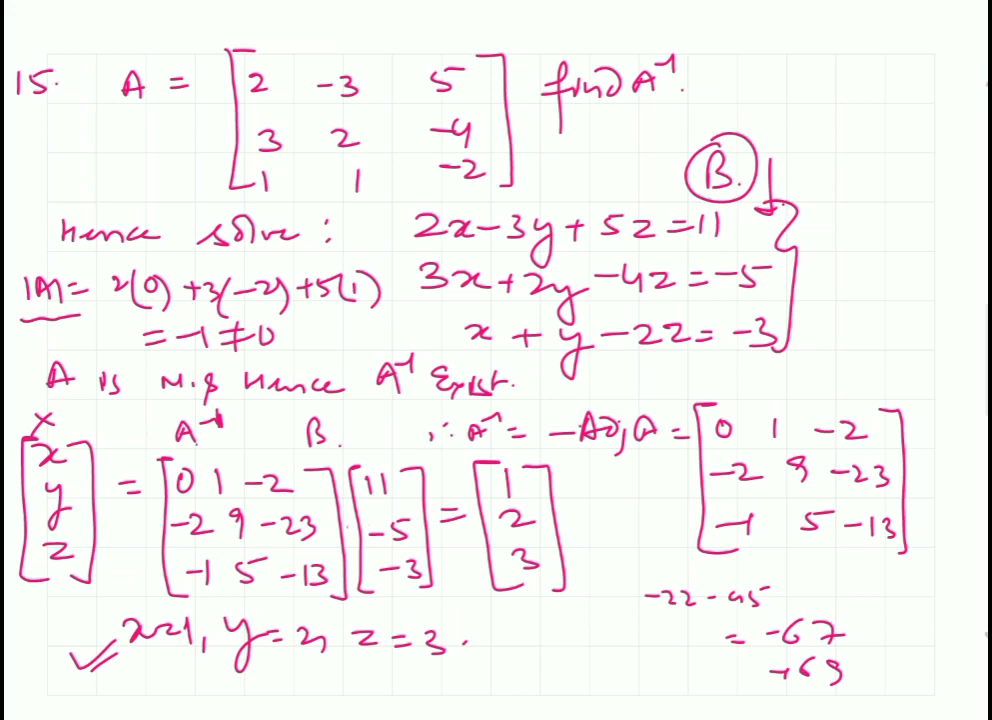 15. A = [2 -3 5 find A⁻¹.
3 2 -4
1 1 -2]
B.
Hence solve : 2x-3y+5z=11
|A|= 2(0)+3(-2)+5(1) 3x+2y-4z=-5
=-1≠0 x+y-2z=-3
A is N.S Hence A⁻¹ Exist.
X A⁻¹ B. ∴ A⁻¹ = -AdjA = [0 1 -2
-2 9 -23
-1 5 -13]
[x y z] = [0 1 -2 [11 = [1
-2 9 -23 -5 2
-1 5 -13] -3] 3]
-22-45
= -67
+69
x=1, y=2, z=3.